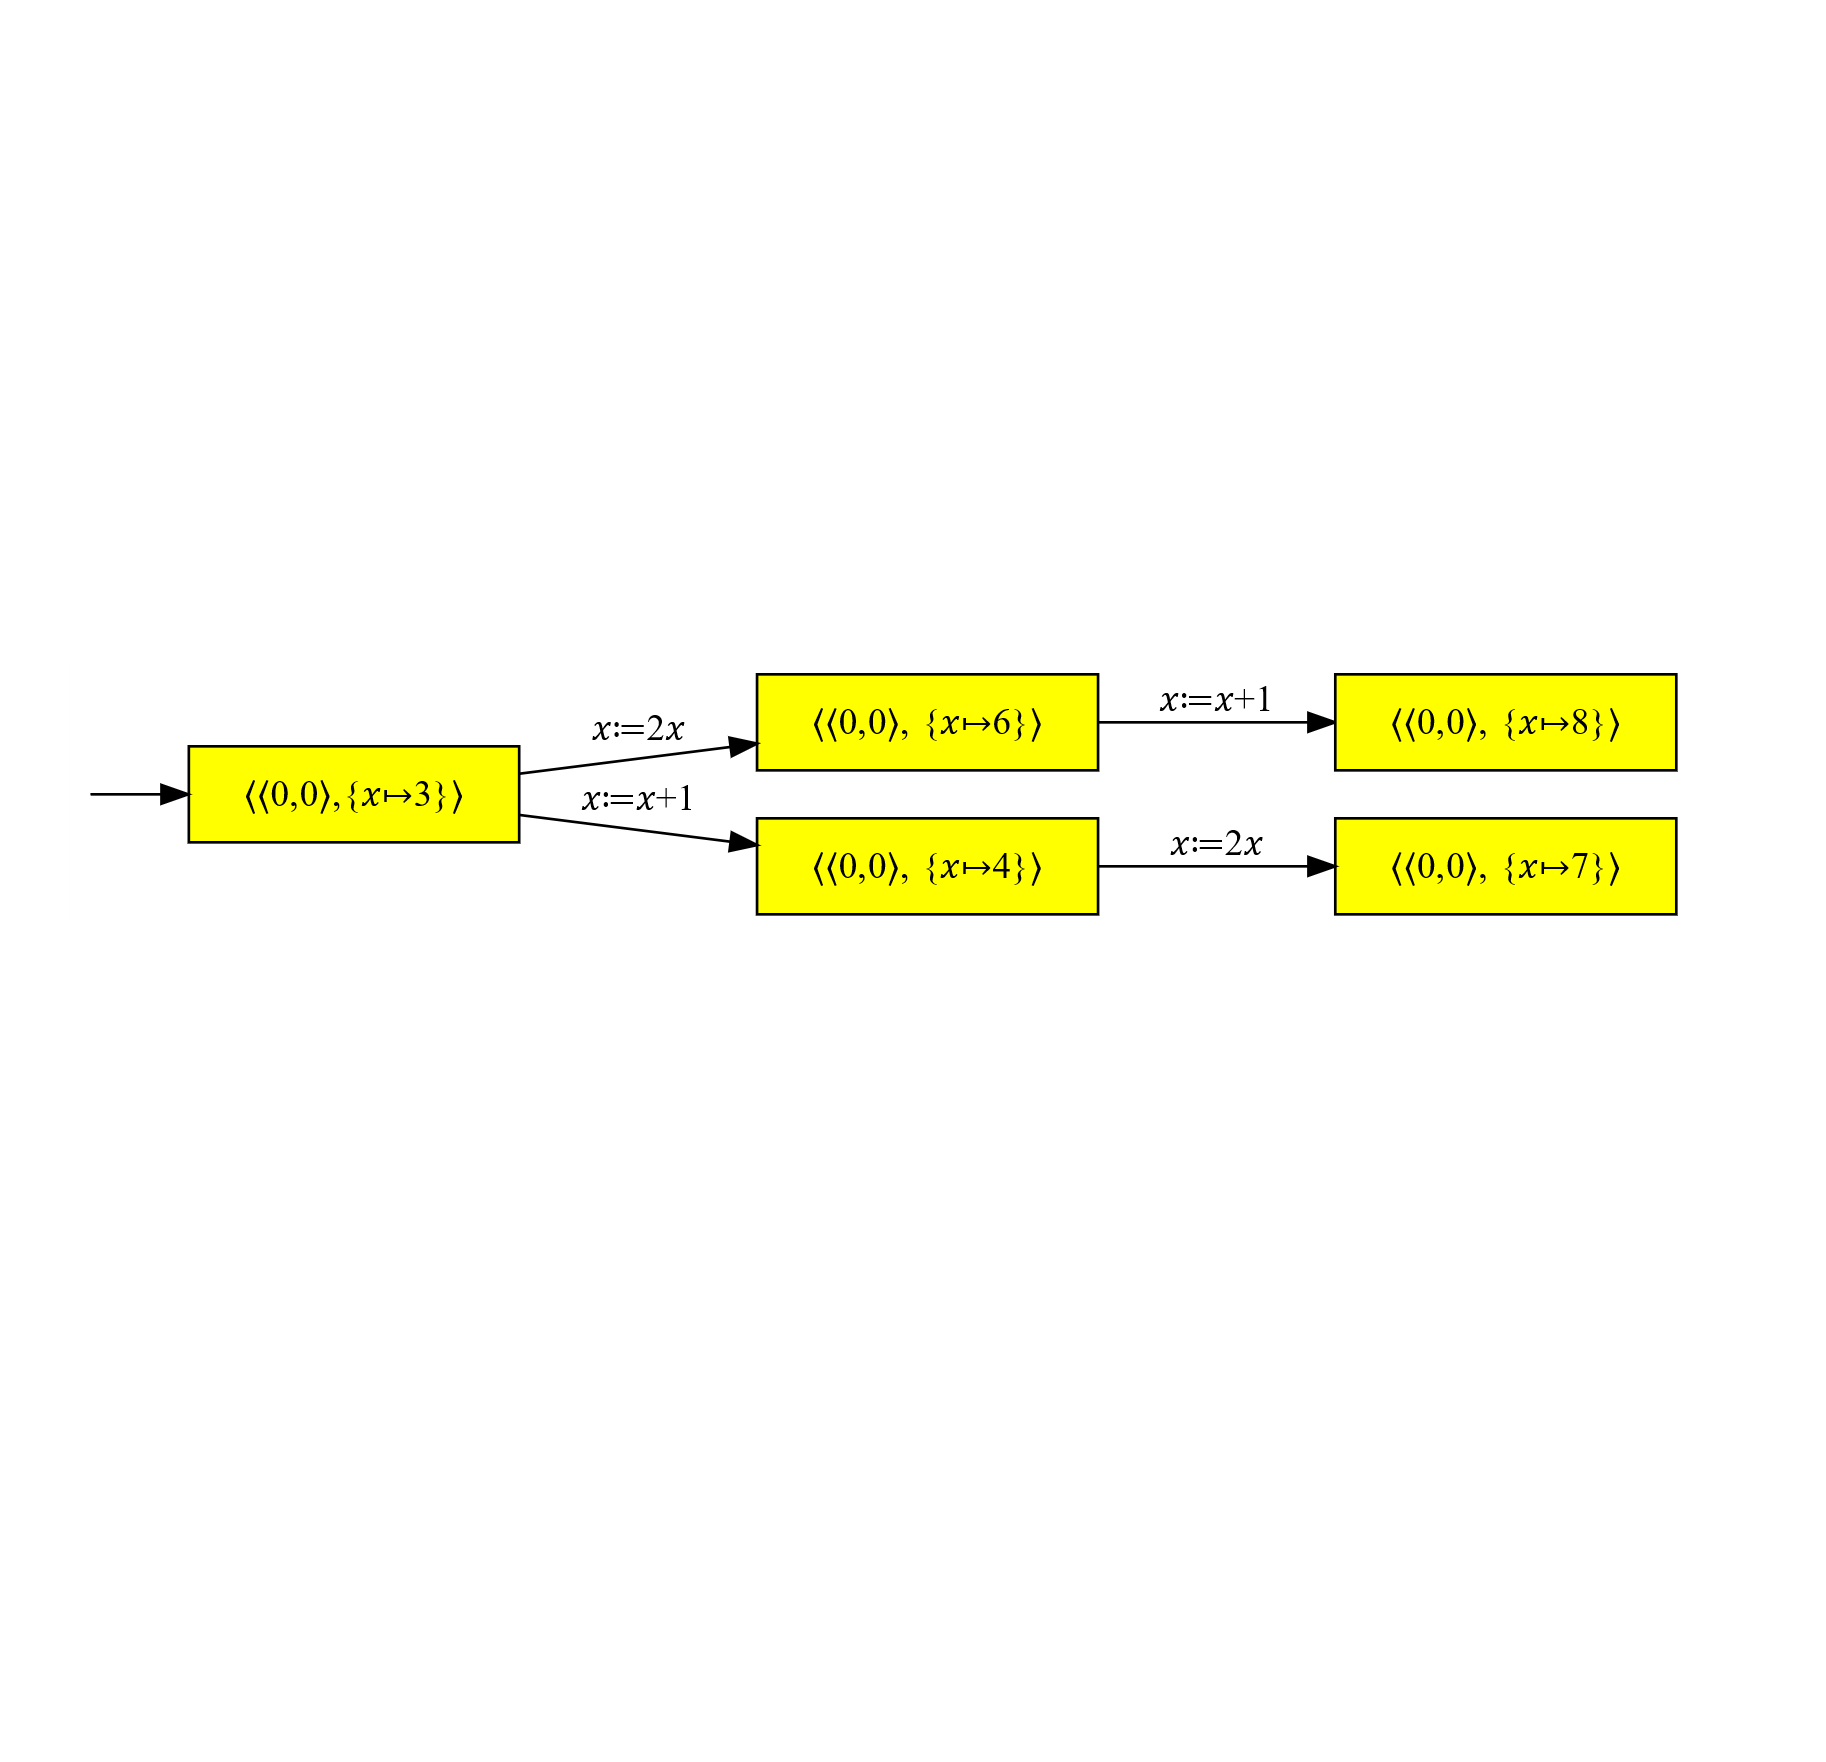 x:=2x
x:=x+1
⟨⟨0,0⟩, {x↦6}⟩
⟨⟨0,0⟩, {x↦8}⟩
⟨⟨0,0⟩,{x↦3}⟩
x:=x+1
x:=2x
⟨⟨0,0⟩, {x↦4}⟩
⟨⟨0,0⟩, {x↦7}⟩